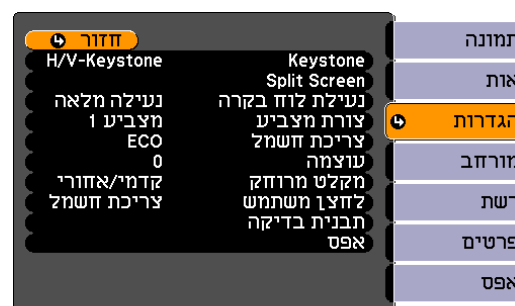 חזור
Keystone H/V-Keystone
Split Screen
נעילת לוח בקרה נעילה מלאה
צורת מצביע מצביע 1
צריכת חשמל ECO
עוצמה 0
מקלט מרוחק קדמי/אחורי
לחצן משתמש צריכת חשמל
תבנית בדיקה
אפס
תמונה
אות
הגדרות
מורחב
רשת
פרטים
אפס